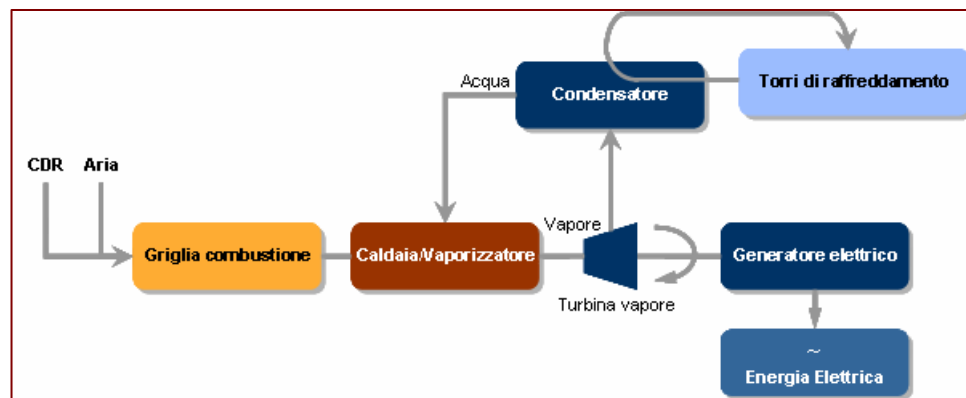 Acqua
Condensatore
Torri di raffreddamento
CDR
Aria
Griglia combustione
Caldaia/Vaporizzatore
Vapore
Turbina vapore
Generatore elettrico
~
Energia Elettrica